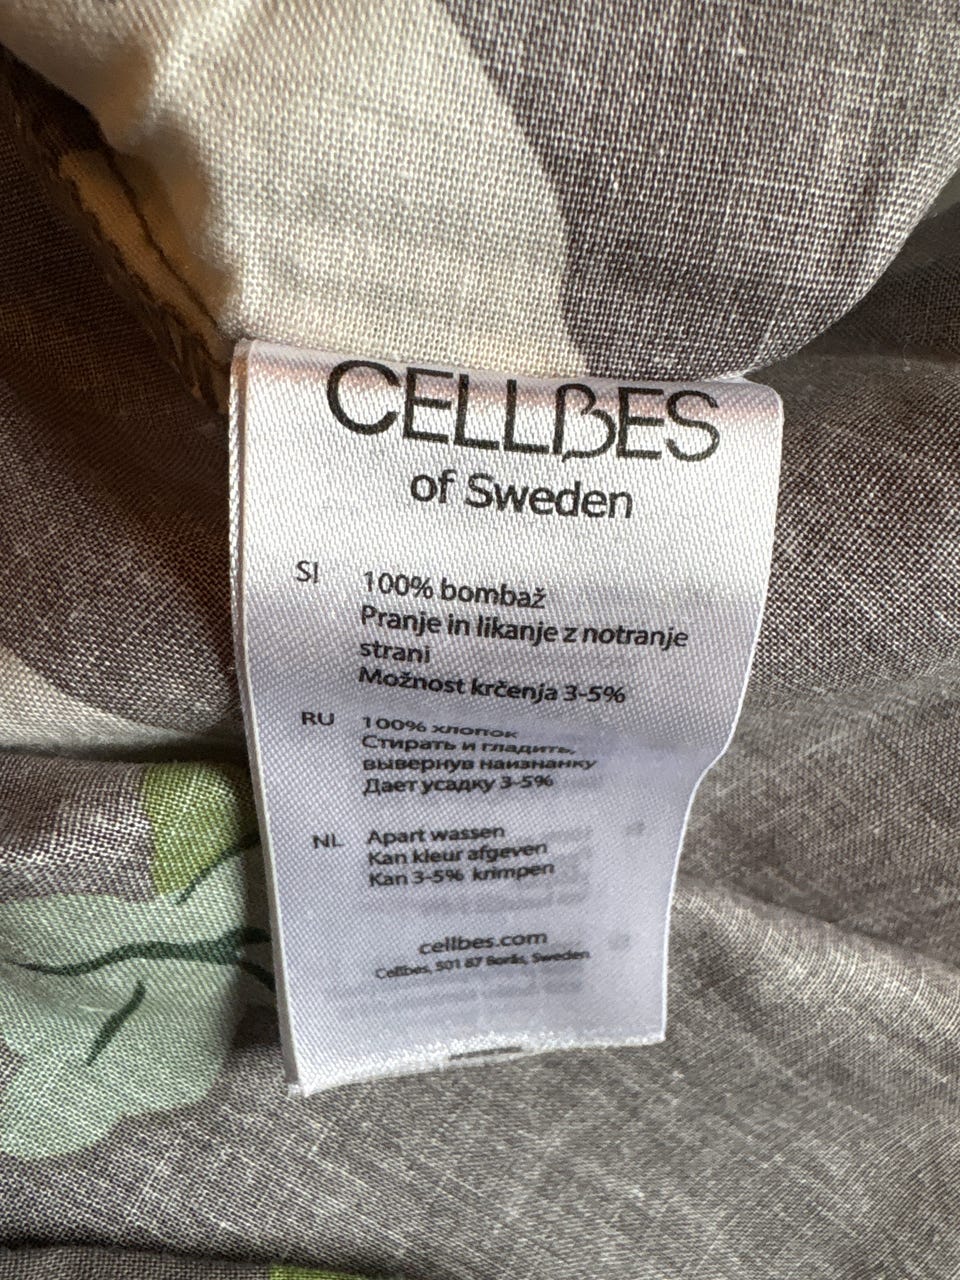 CELLBES
of Sweden
SI
100% bombaž
Pranje in likanje z notranje
strani
Možnost krčenja 3-5%
RU
100% хлопок
Стирать и гладить,
вывернув наизнанку
Дает усадку 3-5%
NL
Apart wassen
Kan kleur afgeven
Kan 3-5% krimpen
cellbes.com
Cellbes, 501 87 Borås, Sweden